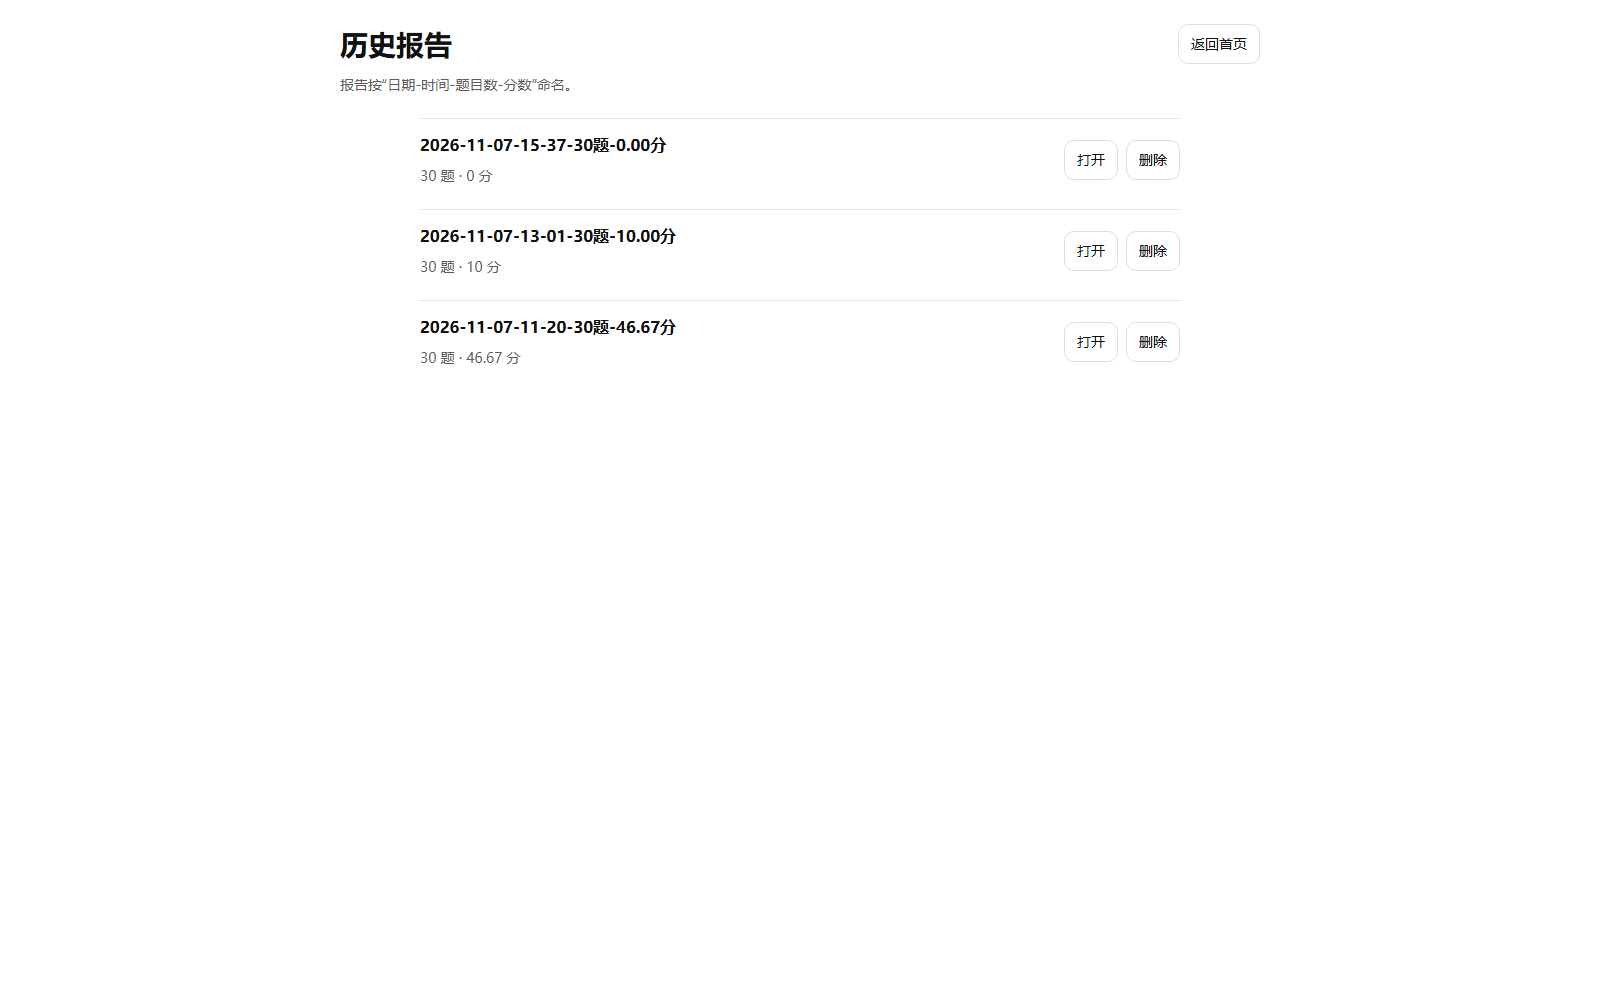 历史报告
返回首页
报告按“日期-时间-题目数-分数”命名。
2026-11-07-15-37-30题-0.00分
30 题 · 0 分
打开
删除
2026-11-07-13-01-30题-10.00分
30 题 · 10 分
打开
删除
2026-11-07-11-20-30题-46.67分
30 题 · 46.67 分
打开
删除